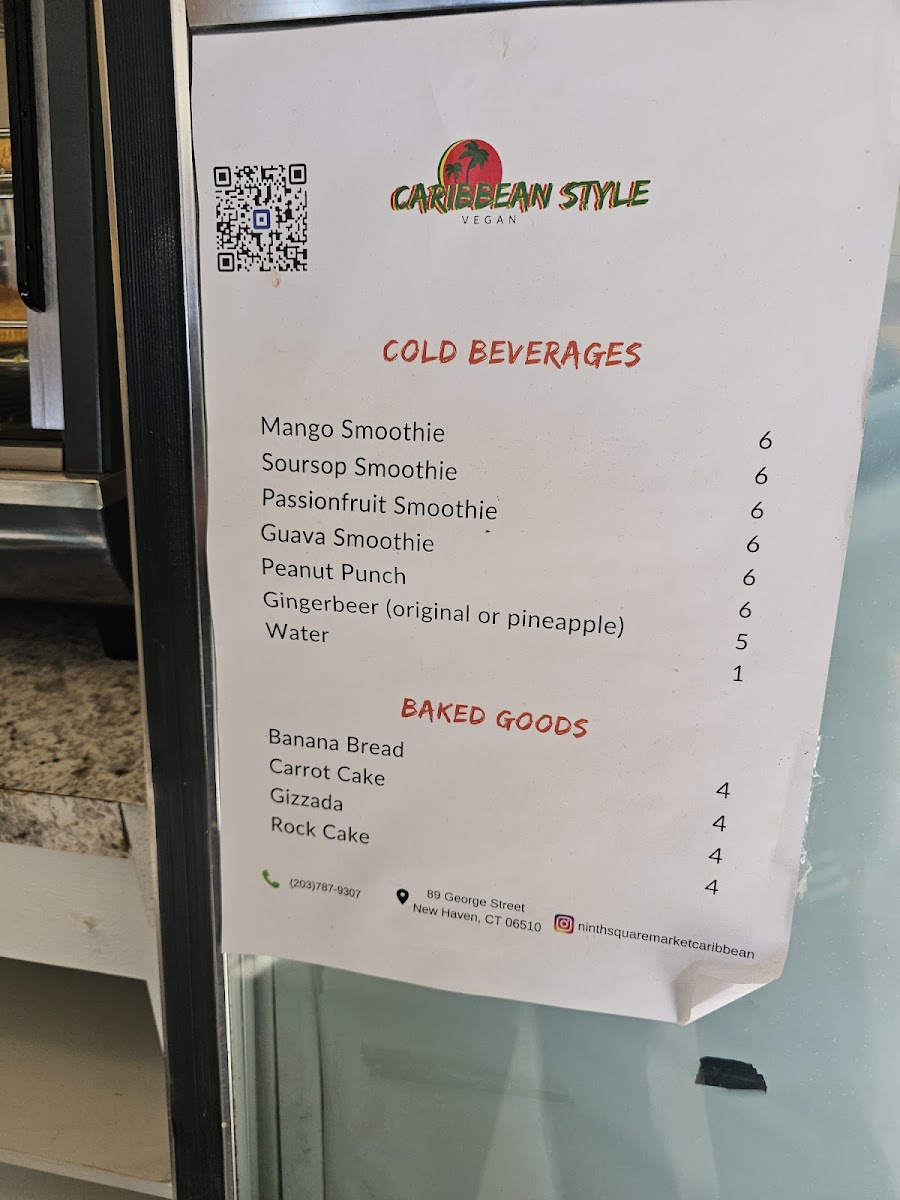 CARIBBEAN STYLE
VEGAN
COLD BEVERAGES
Mango Smoothie
Soursop Smoothie
Passionfruit Smoothie
Guava Smoothie
Peanut Punch
Gingerbeer (original or pineapple)
Water
6
6
6
6
6
6
5
1
BAKED GOODS
Banana Bread
Carrot Cake
Gizzada
Rock Cake
4
4
4
4
(203)787-9307
89 George Street
New Haven, CT 06510
ninthsquaremarketcaribbean